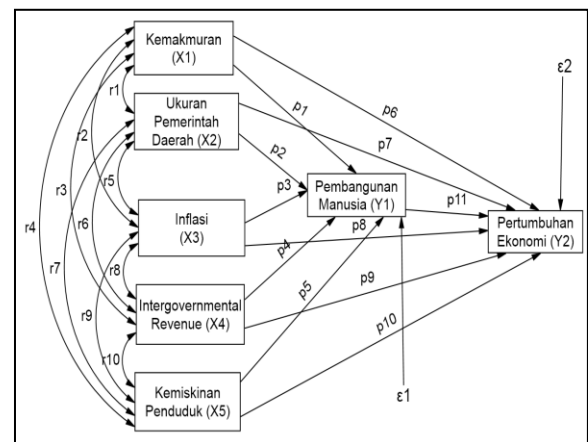 Kemakmuran
(X1)
Ukuran
Pemerintah
Daerah (X2)
Inflasi
(X3)
Intergovernmental
Revenue (X4)
Kemiskinan
Penduduk (X5)
Pembangunan
Manusia (Y1)
Pertumbuhan
Ekonomi (Y2)
r1
r2
r3
r4
r5
r6
r7
r8
r9
r10
p1
p2
p3
p4
p5
p6
p7
p8
p9
p10
p11
ε1
ε2